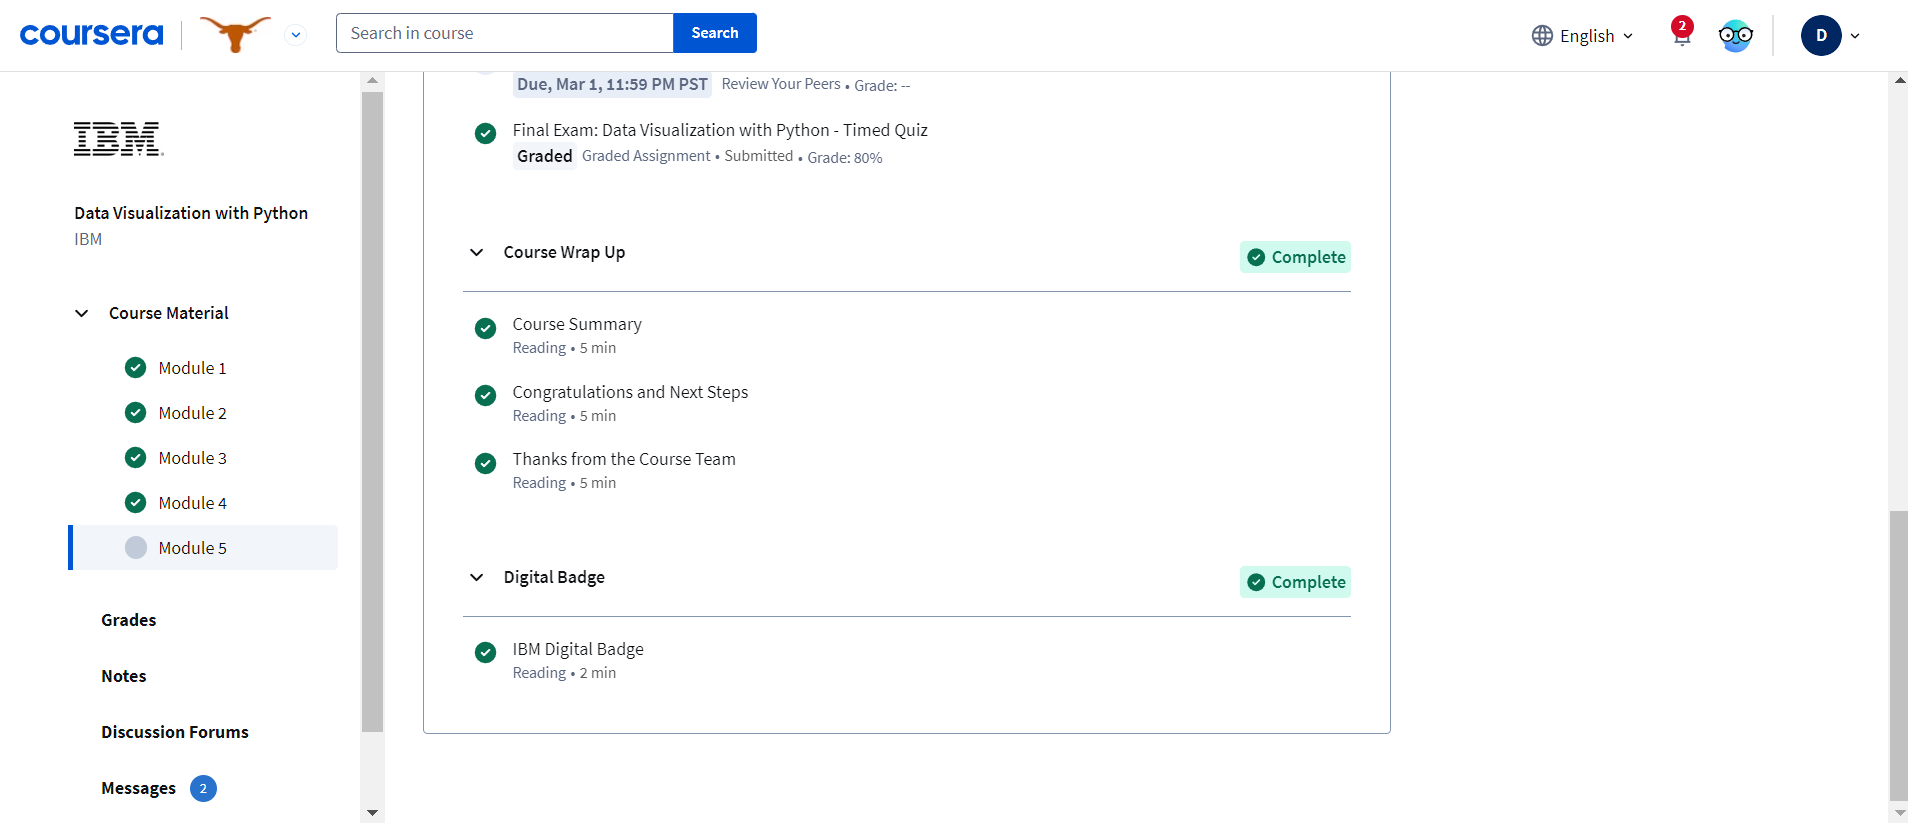 coursera
Search in course
Search
English
2
D
IBM
Data Visualization with Python
IBM
Course Material
Module 1
Module 2
Module 3
Module 4
Module 5
Grades
Notes
Discussion Forums
Messages 2
Due, Mar 1, 11:59 PM PST Review Your Peers • Grade: --
Final Exam: Data Visualization with Python - Timed Quiz
Graded Graded Assignment • Submitted • Grade: 80%
Course Wrap Up
Complete
Course Summary
Reading • 5 min
Congratulations and Next Steps
Reading • 5 min
Thanks from the Course Team
Reading • 5 min
Digital Badge
Complete
IBM Digital Badge
Reading • 2 min